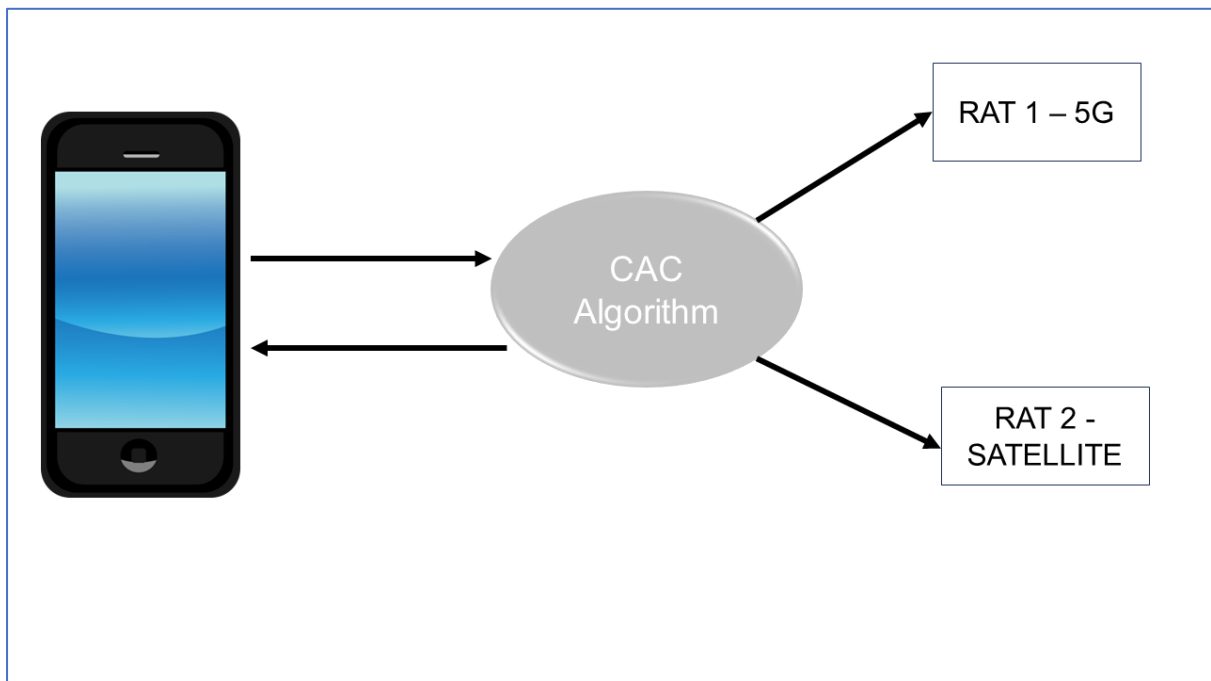 RAT 1 – 5G
CAC
Algorithm
RAT 2 -
SATELLITE